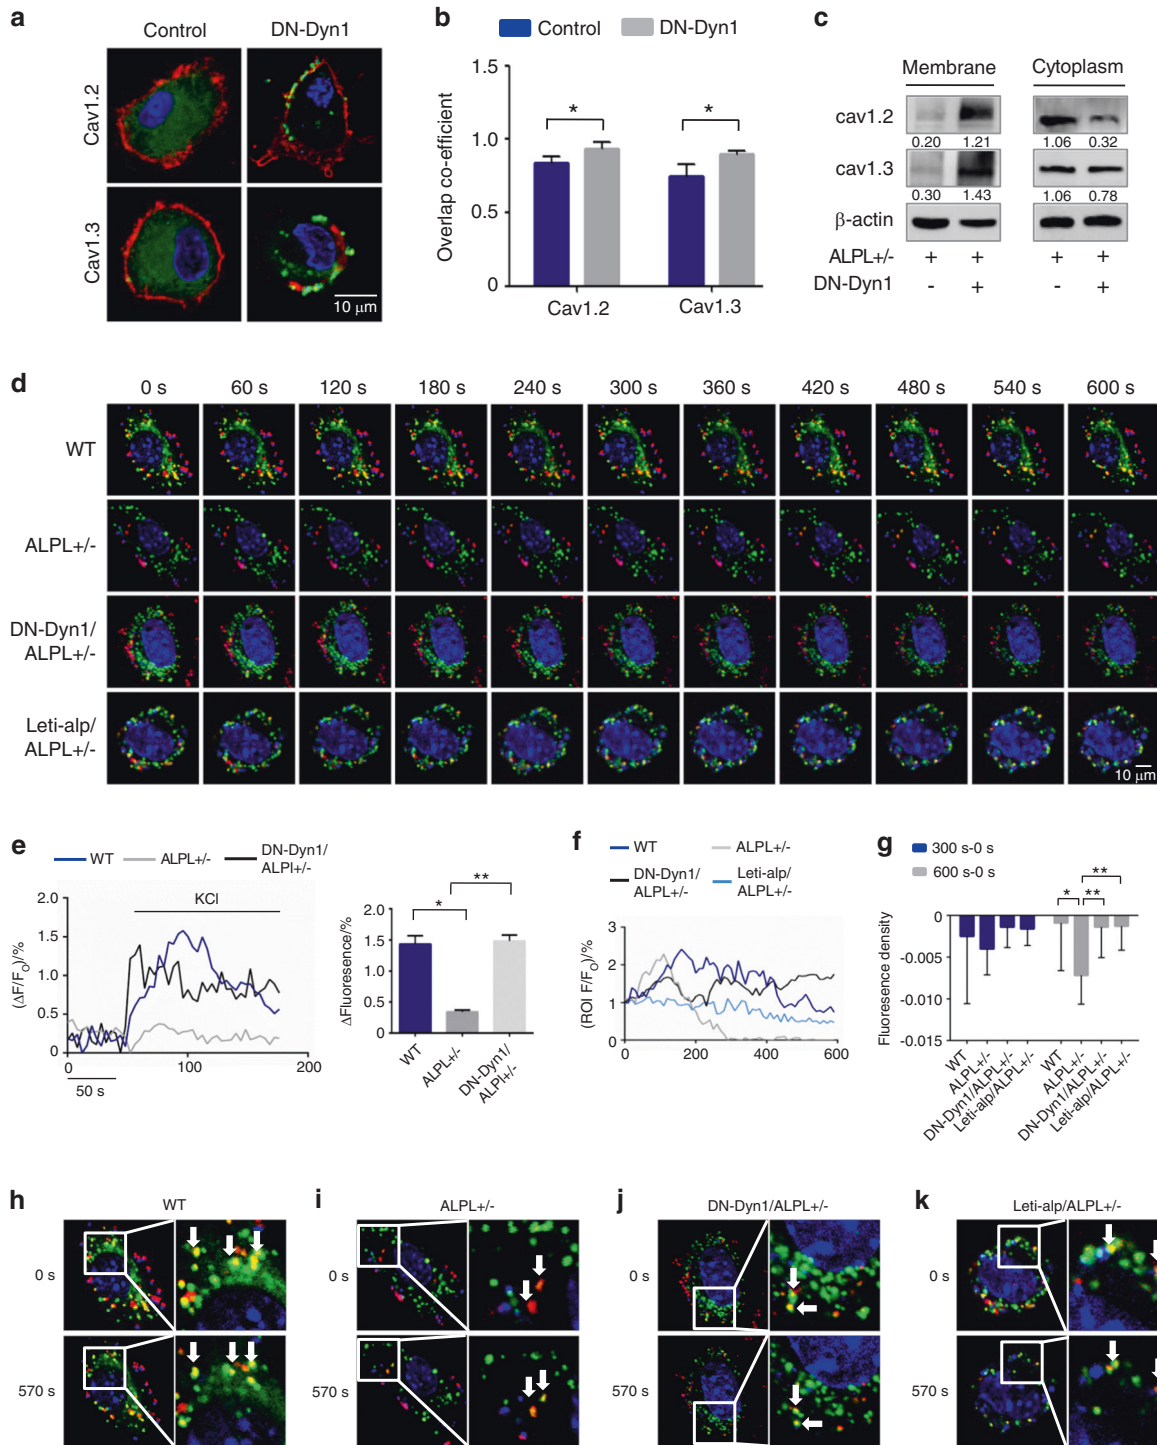 a
Control
DN-Dyn1
Cav1.2
Cav1.3
10 μm
b
Control
DN-Dyn1
Overlap co-efficient
1.5
1.0
0.5
0
*
*
Cav1.2
Cav1.3
c
Membrane
Cytoplasm
cav1.2
0.20 1.21 1.06 0.32
cav1.3
0.30 1.43 1.06 0.78
β-actin
ALPL+/- + + + +
DN-Dyn1 - + - +
d
0 s 60 s 120 s 180 s 240 s 300 s 360 s 420 s 480 s 540 s 600 s
WT
ALPL+/-
DN-Dyn1/
ALPL+/-
Leti-alp/
ALPL+/-
10 μm
e
WT
ALPL+/-
DN-Dyn1/
ALPl+/-
KCl
(ΔF/F0)/%
2.0
1.5
1.0
0.5
0
0 100 200
50 s
ΔFluoresence/%
2.0
1.5
1.0
0.5
0
*
**
WT
ALPL+/-
DN-Dyn1/
ALPl+/-
f
WT
ALPL+/-
DN-Dyn1/
ALPL+/-
Leti-alp/
ALPL+/-
(ROI F/F0)/%
3
2
1
0
0 200 400 600
g
300 s-0 s
600 s-0 s
Fluoresence density
0
-0.005
-0.010
-0.015
*
**
**
WT
ALPL+/-
DN-Dyn1/ALPL+/-
Leti-alp/ALPL+/-
WT
ALPL+/-
DN-Dyn1/ALPL+/-
Leti-alp/ALPL+/-
h
WT
0 s
570 s
i
ALPL+/-
0 s
570 s
j
DN-Dyn1/ALPL+/-
0 s
570 s
k
Leti-alp/ALPL+/-
0 s
570 s